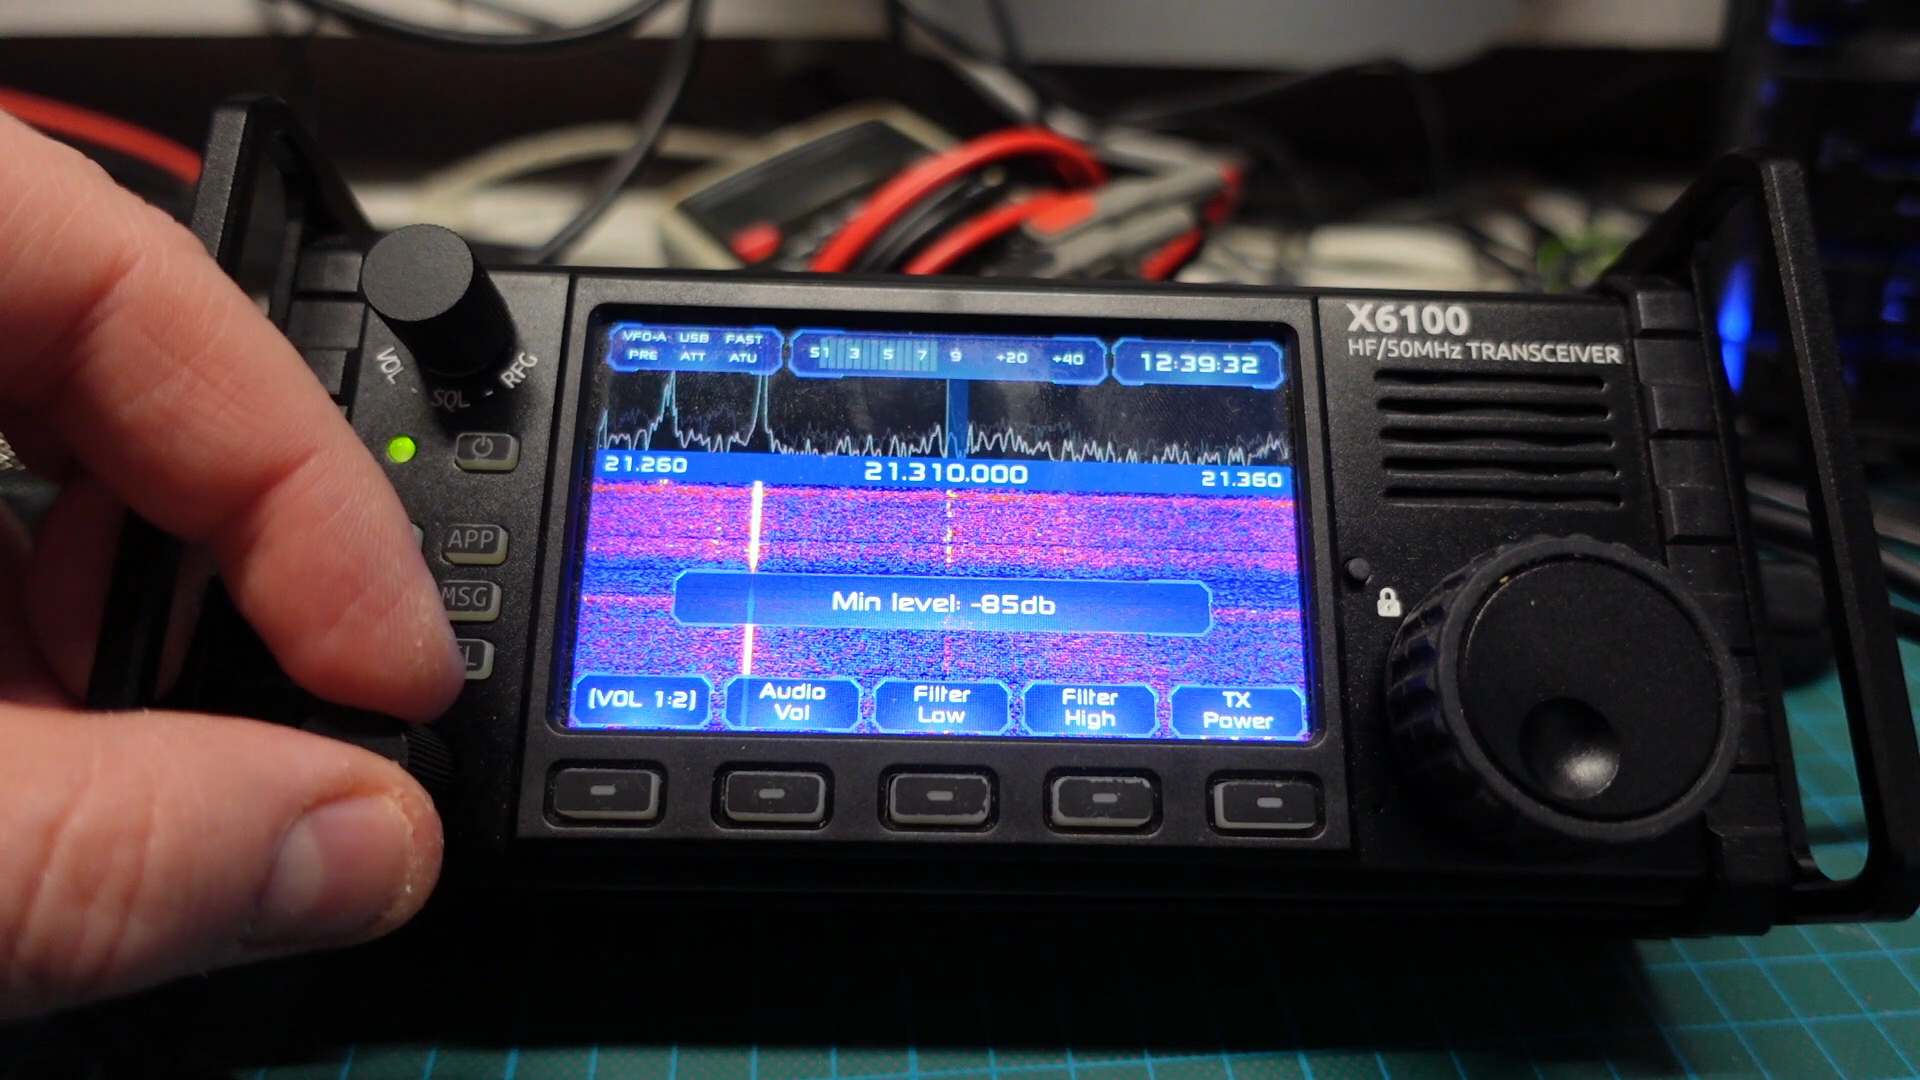 X6100
HF/50MHz TRANSCEIVER
VOL - SQL - RFG
APP
MSG
VFO-A USB FAST
PRE ATT ATU
S1 3 5 7 9 +20 +40
12:39:32
21.260 21.310.000 21.360
Min level: -85db
(VOL 1:2)
Audio
Vol
Filter
Low
Filter
High
TX
Power